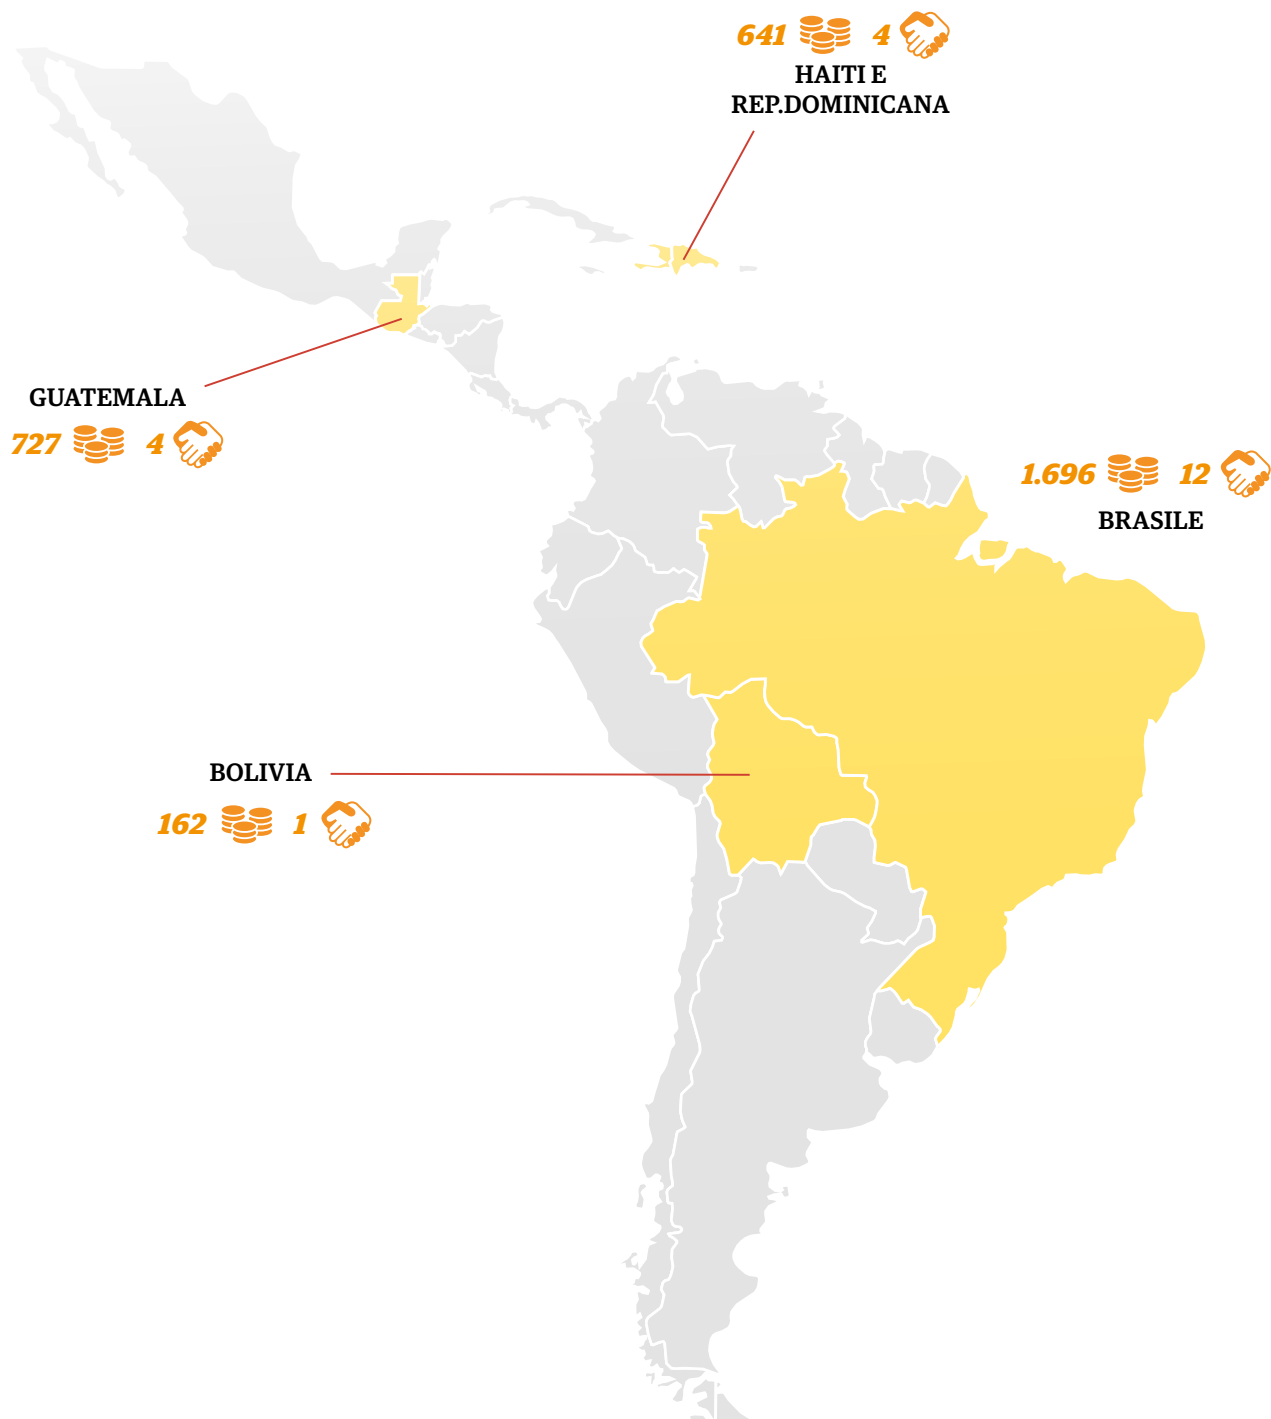 641 4
HAITI E
REP.DOMINICANA
GUATEMALA
727 4
1.696 12
BRASILE
BOLIVIA
162 1